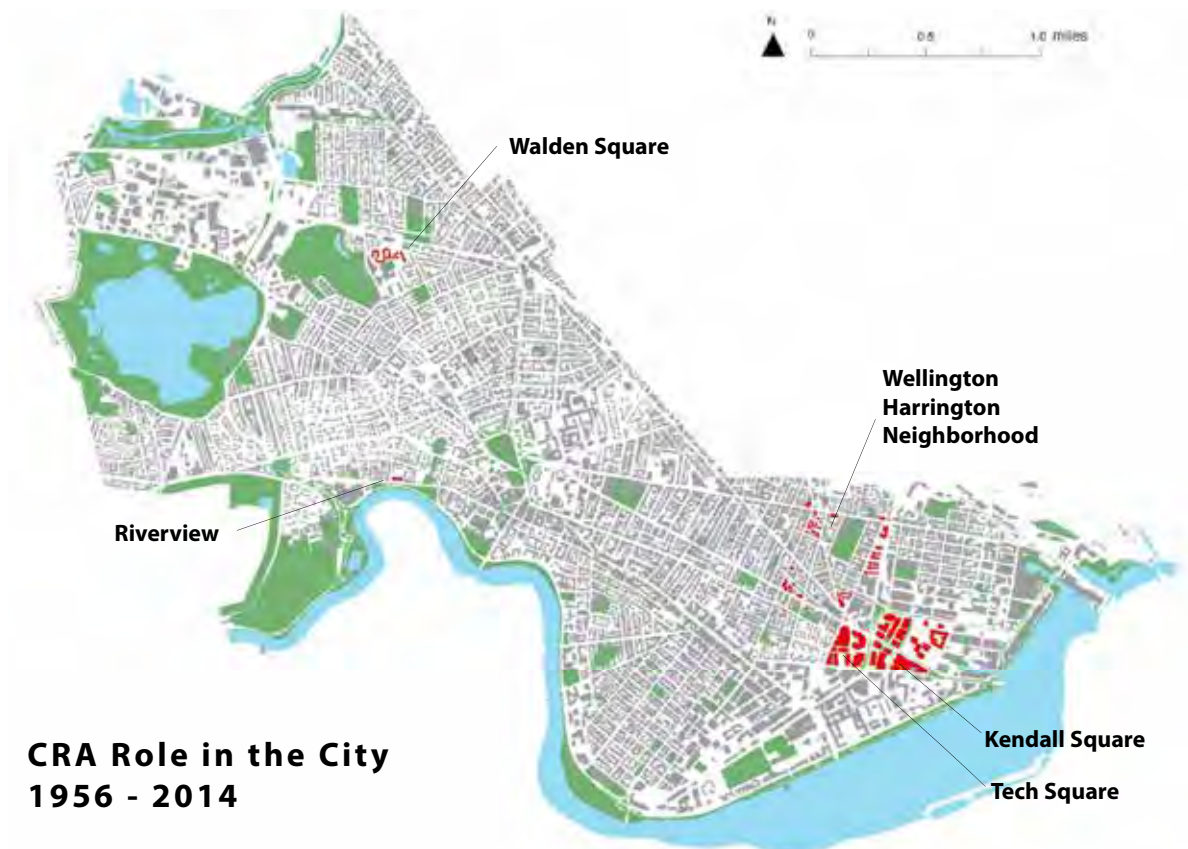 N
0 0.5 1.0 miles
Walden Square
Wellington
Harrington
Neighborhood
Riverview
Kendall Square
Tech Square
CRA Role in the City
1956 - 2014